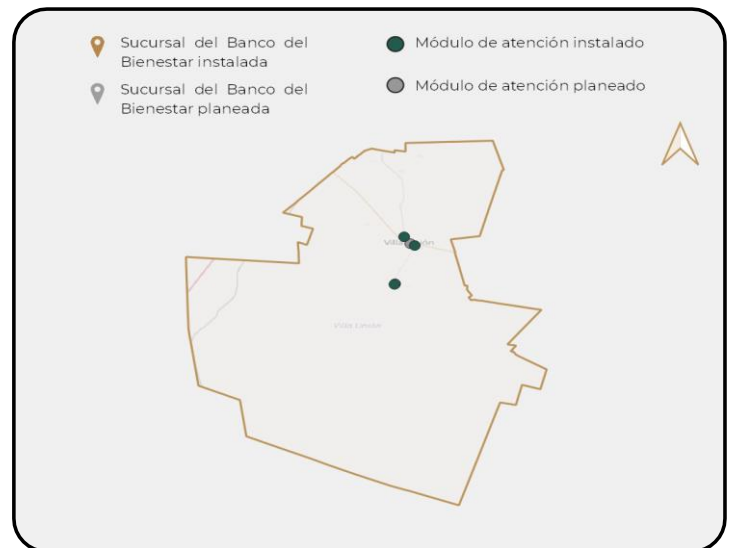 Sucursal del Banco del
Bienestar instalada
Sucursal del Banco del
Bienestar planeada
Módulo de atención instalado
Módulo de atención planeado